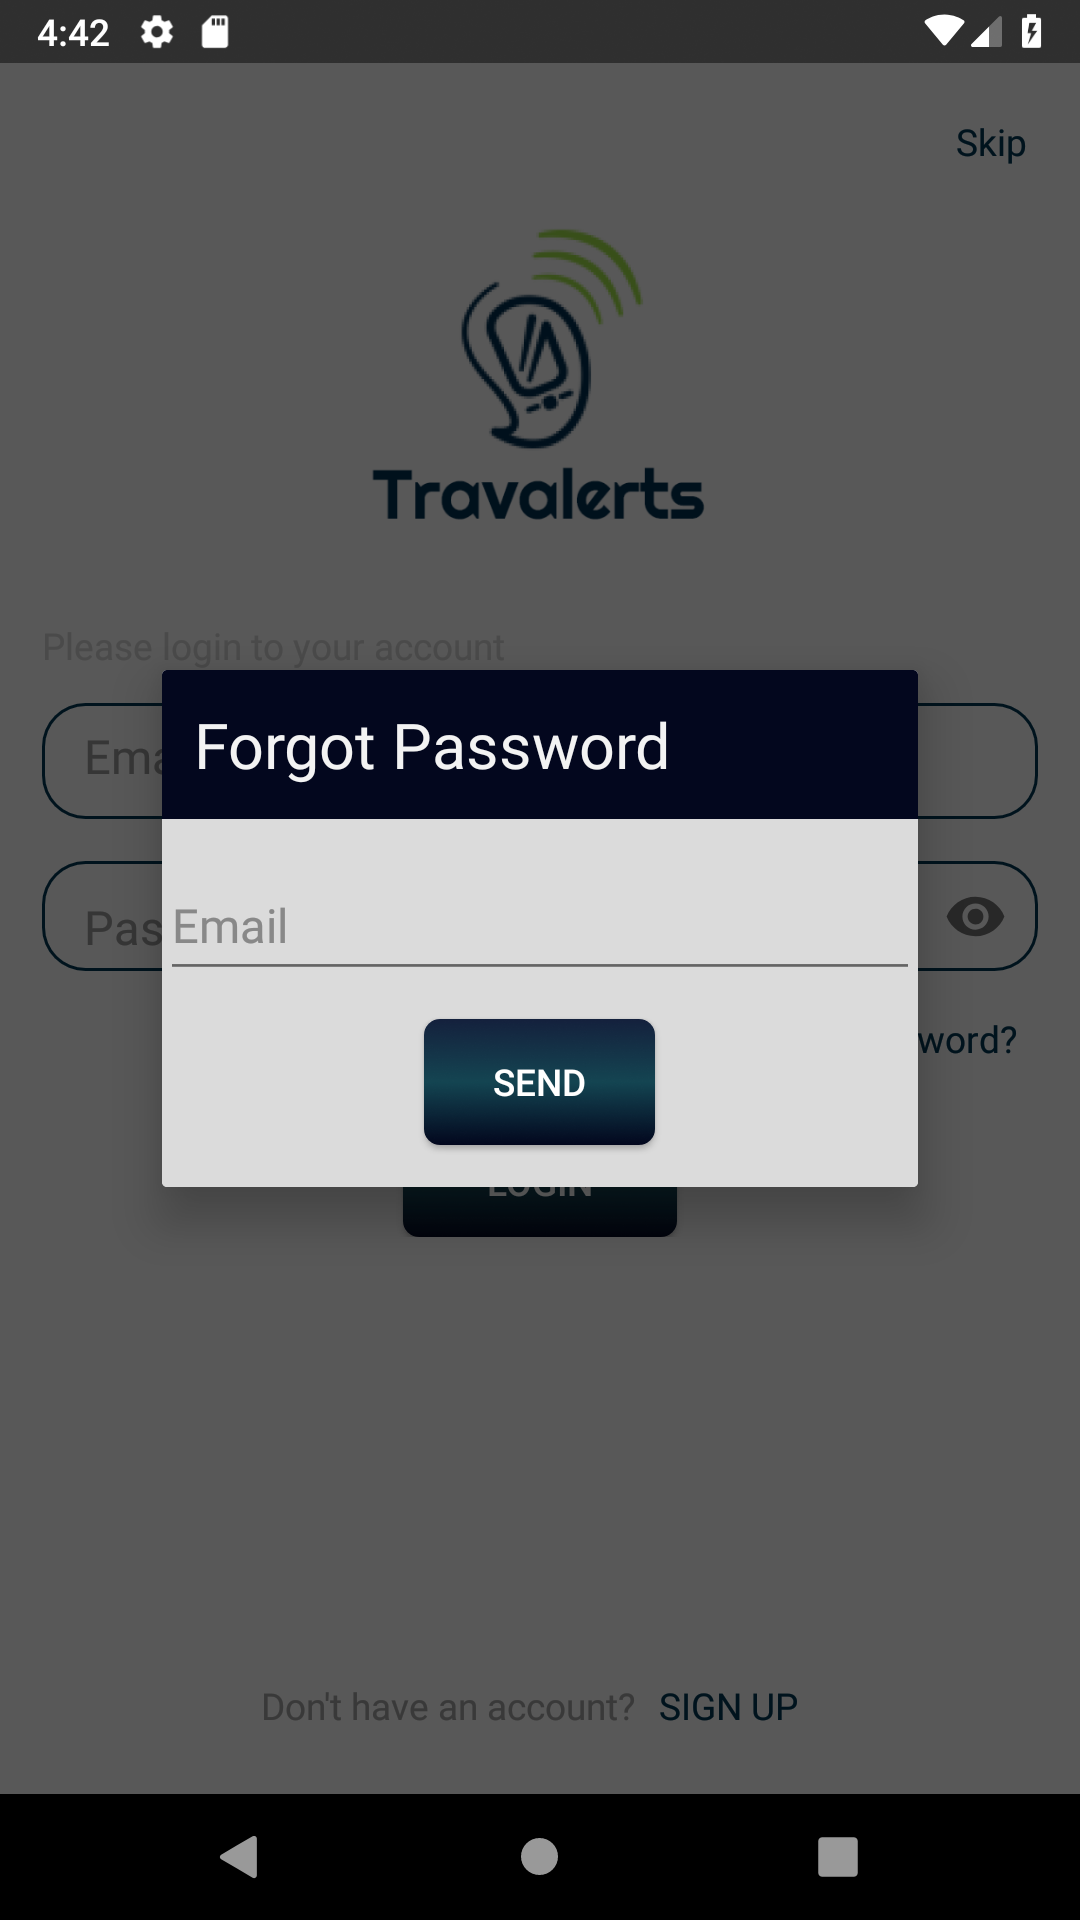 4:42
Skip
Travalerts
Please login to your account
Forgot Password
Ema
Email
Pas
word?
SEND
LOGIN
Don't have an account? SIGN UP